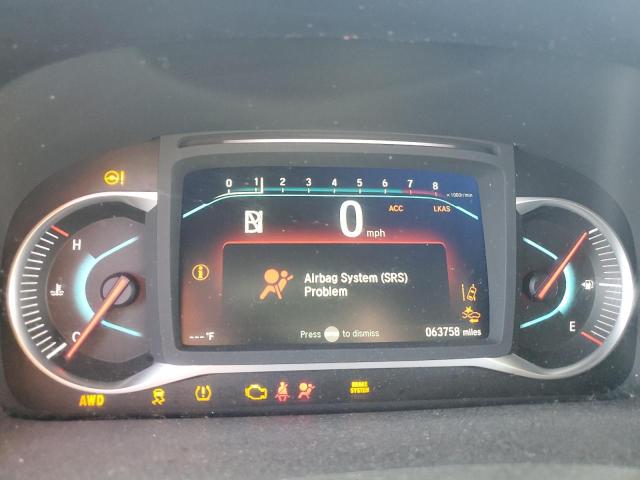 0 1 2 3 4 5 6 7 8
x1000r/min
N 0 mph ACC LKAS
H
C
Airbag System (SRS)
Problem
Press ENTER to dismiss
---°F
063758 miles
E
AWD
BRAKE
SYSTEM